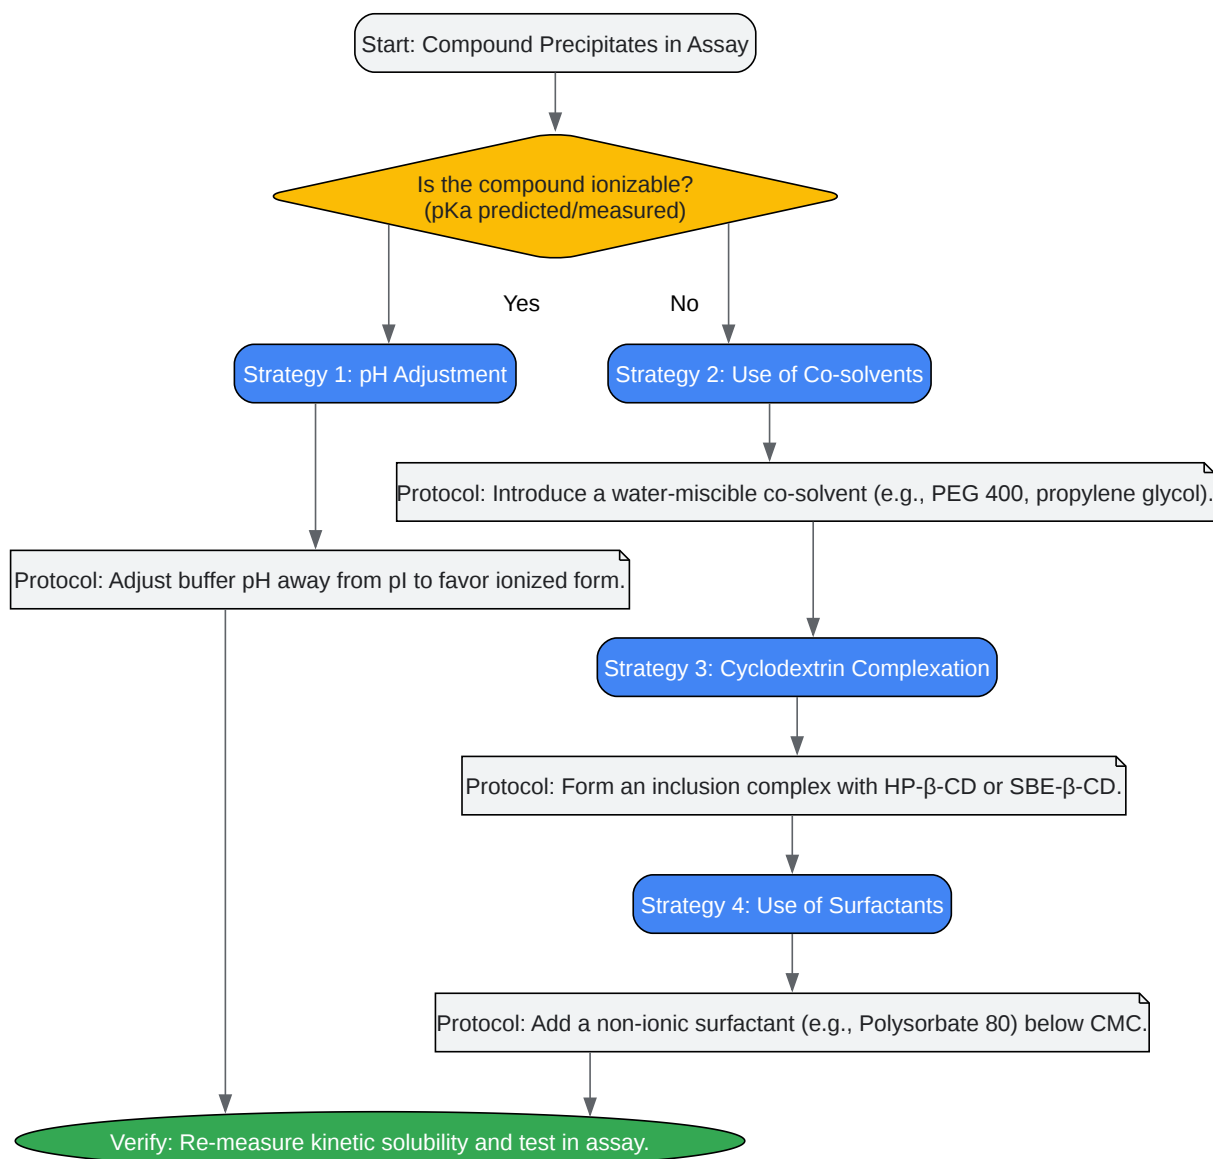 Start: Compound Precipitates in Assay
Is the compound ionizable?
(pKa predicted/measured)
Yes
No
Strategy 1: pH Adjustment
Strategy 2: Use of Co-solvents
Protocol: Introduce a water-miscible co-solvent (e.g., PEG 400, propylene glycol).
Protocol: Adjust buffer pH away from pI to favor ionized form.
Strategy 3: Cyclodextrin Complexation
Protocol: Form an inclusion complex with HP-β-CD or SBE-β-CD.
Strategy 4: Use of Surfactants
Protocol: Add a non-ionic surfactant (e.g., Polysorbate 80) below CMC.
Verify: Re-measure kinetic solubility and test in assay.